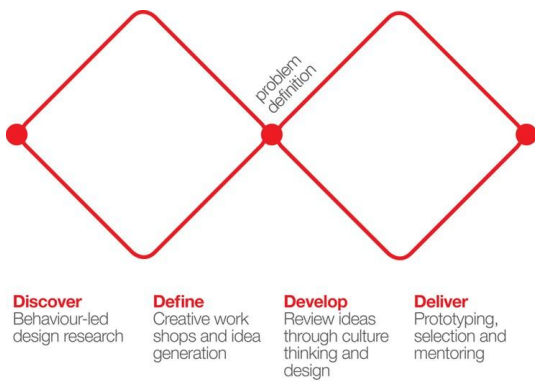 problem
definition
Discover
Behaviour-led
design research
Define
Creative work
shops and idea
generation
Develop
Review ideas
through culture
thinking and
design
Deliver
Prototyping,
selection and
mentoring